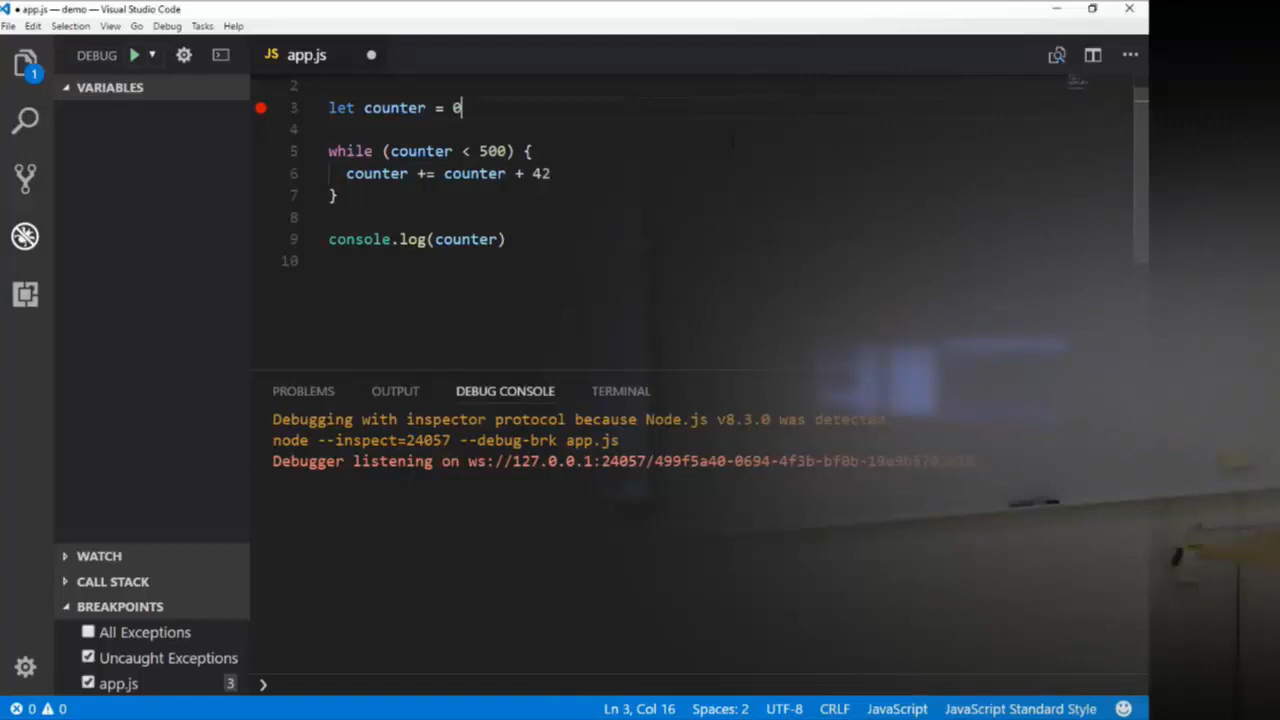 • app.js — demo — Visual Studio Code
File Edit Selection View Go Debug Tasks Help
DEBUG
JS app.js
1
VARIABLES
2
3 let counter = 0
4
5 while (counter < 500) {
6 counter += counter + 42
7 }
8
9 console.log(counter)
10
PROBLEMS OUTPUT DEBUG CONSOLE TERMINAL
Debugging with inspector protocol because Node.js v8.3.0 was detected
node --inspect=24057 --debug-brk app.js
Debugger listening on ws://127.0.0.1:24057/499f5a40-0694-4f3b-bf0b-
WATCH
CALL STACK
BREAKPOINTS
All Exceptions
Uncaught Exceptions
app.js 3
0 0 Ln 3, Col 16 Spaces: 2 UTF-8 CRLF JavaScript JavaScript Standard Style